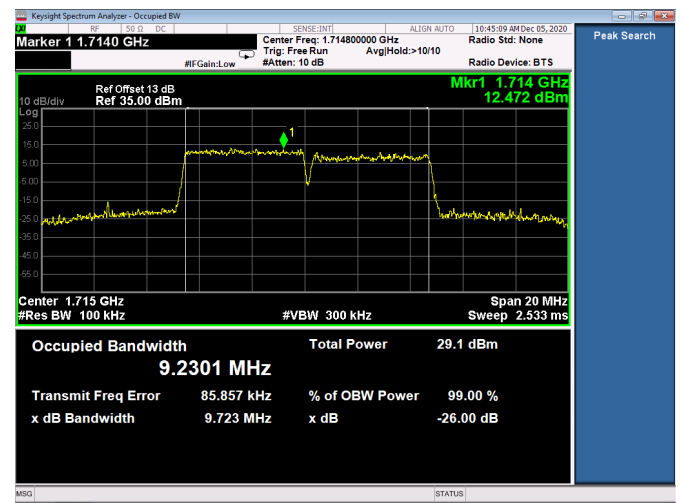 Keysight Spectrum Analyzer - Occupied BW
RF 50 Ω DC SENSE:INT ALIGN AUTO 10:45:09 AM Dec 05, 2020
Marker 1 1.7140 GHz Center Freq: 1.714800000 GHz Radio Std: None Peak Search
Trig: Free Run Avg|Hold:>10/10
#IFGain:Low #Atten: 10 dB Radio Device: BTS
Ref Offset 13 dB Mkr1 1.714 GHz
10 dB/div Ref 35.00 dBm 12.472 dBm
Log
25.0
1
15.0
5.00
-5.00
-15.0
-25.0
-35.0
-45.0
-55.0
Center 1.715 GHz Span 20 MHz
#Res BW 100 kHz #VBW 300 kHz Sweep 2.533 ms
Occupied Bandwidth Total Power 29.1 dBm
9.2301 MHz
Transmit Freq Error 85.857 kHz % of OBW Power 99.00 %
x dB Bandwidth 9.723 MHz x dB -26.00 dB
MSG STATUS